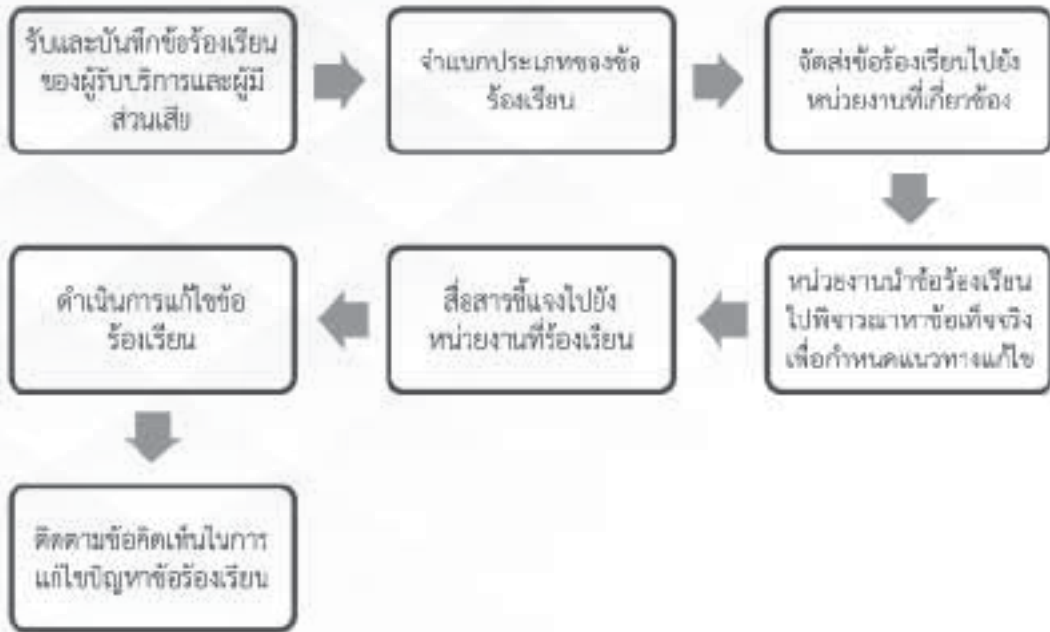 รับและบันทึกข้อร้องเรียน
ของผู้รับบริการและผู้มี
ส่วนเสีย
จำแนกประเภทของข้อ
ร้องเรียน
จัดส่งข้อร้องเรียนไปยัง
หน่วยงานที่เกี่ยวข้อง
หน่วยงานนำข้อร้องเรียน
ไปพิจารณาหาข้อเท็จจริง
เพื่อกำหนดแนวทางแก้ไข
สื่อสารชี้แจงไปยัง
หน่วยงานที่ร้องเรียน
ดำเนินการแก้ไขข้อ
ร้องเรียน
ติดตามข้อคิดเห็นในการ
แก้ไขปัญหาข้อร้องเรียน